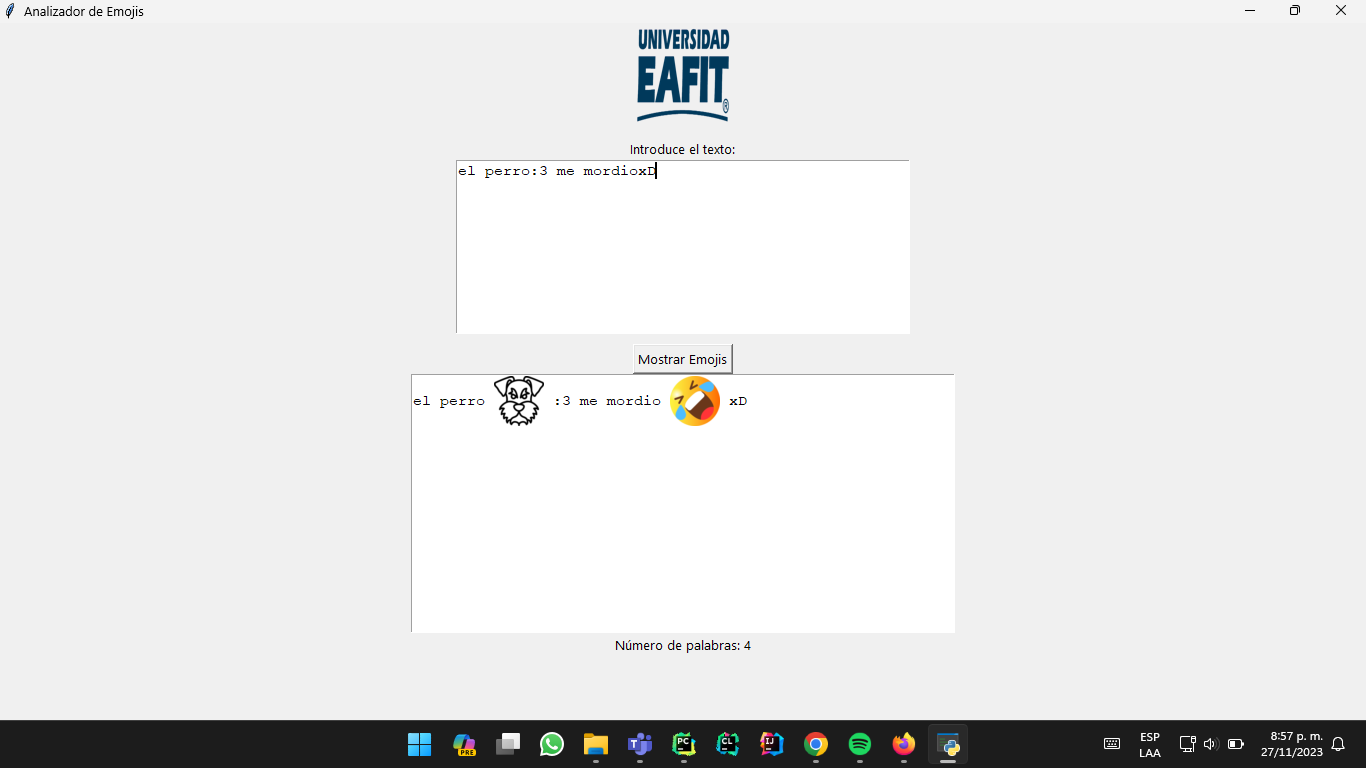 Analizador de Emojis
UNIVERSIDAD
EAFIT
®
Introduce el texto:
el perro:3 me mordioxD
Mostrar Emojis
el perro :3 me mordio xD
Número de palabras: 4
PRE
PC
CL
IJ
ESP
LAA
8:57 p. m.
27/11/2023